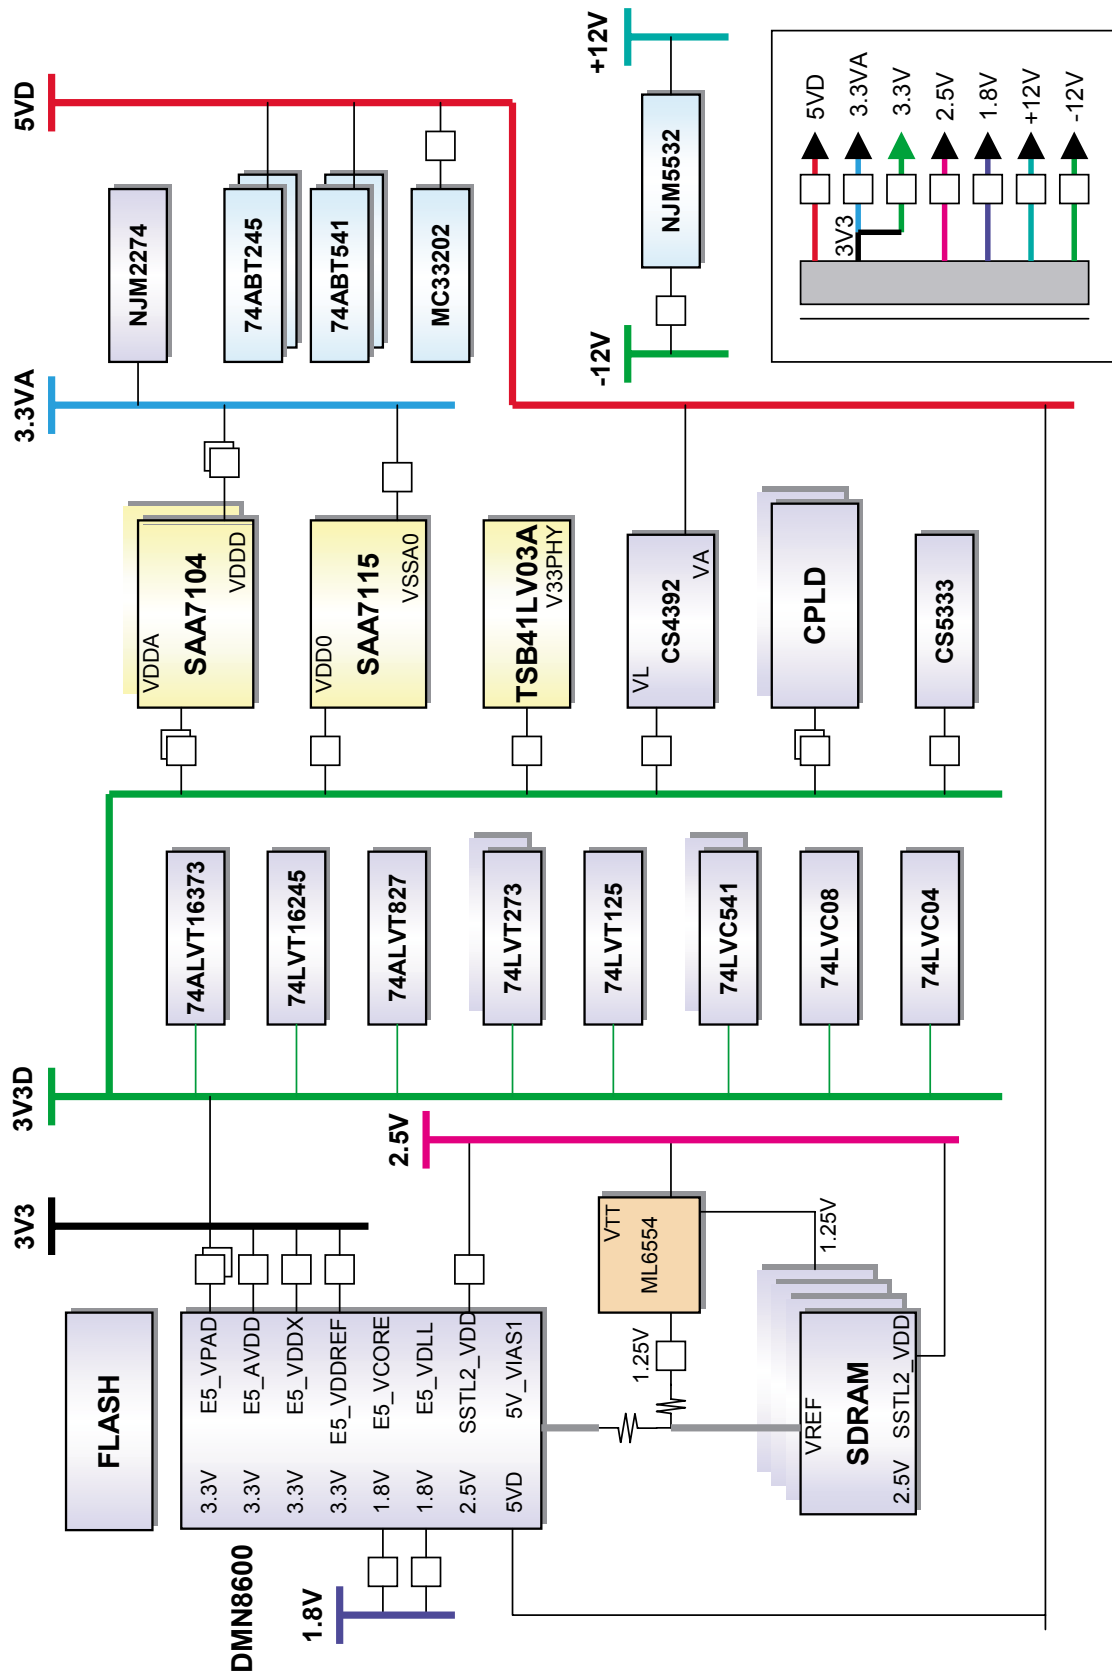 5VD
3.3VA
3V3D
3V3
1.8V
2.5V
+12V
-12V
NJM2274
74ABT245
74ABT541
MC33202
NJM5532
5VD
3.3VA
3.3V
2.5V
1.8V
+12V
-12V
3V3
VDDA
SAA7104
VDDD
VDD0
SAA7115
VSSA0
TSB41LV03A
V33PHY
VL
CS4392
VA
CPLD
CS5333
74ALVT16373
74LVT16245
74ALVT827
74LVT273
74LVT125
74LVC541
74LVC08
74LVC04
FLASH
DMN8600
3.3V E5_VPAD
3.3V E5_AVDD
3.3V E5_VDDX
3.3V E5_VDDREF
1.8V E5_VCORE
1.8V E5_VDLL
2.5V SSTL2_VDD
5VD 5V_VIAS1
VTT
ML6554
1.25V
1.25V
VREF
SDRAM
2.5V SSTL2_VDD